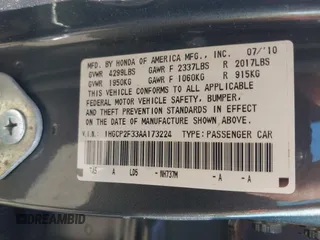 MFD. BY HONDA OF AMERICA MFG., INC. 07/'10
GVWR 4299LBS GAWR F 2337LBS R 2017LBS
GVWR 1950KG GAWR F 1060KG R 915KG
THIS VEHICLE CONFORMS TO ALL APPLICABLE
FEDERAL MOTOR VEHICLE SAFETY, BUMPER,
AND THEFT PREVENTION STANDARDS IN EFFECT
ON THE DATE OF MANUFACTURE SHOWN ABOVE.
V.I.N. 1HGCP2F33AA173224 TYPE: PASSENGER CAR
A LDS NH737M A A
DREAMBID